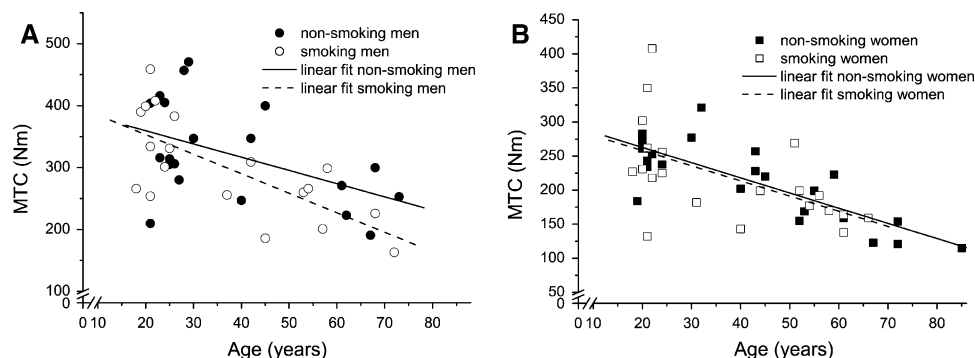 A
non-smoking men
smoking men
linear fit non-smoking men
linear fit smoking men
MTC (Nm)
500
400
300
200
100
0
0 10 20 30 40 50 60 70 80
Age (years)
B
non-smoking women
smoking women
linear fit non-smoking women
linear fit smoking women
MTC (Nm)
450
400
350
300
250
200
150
100
50
0
0 10 20 30 40 50 60 70 80
Age (years)